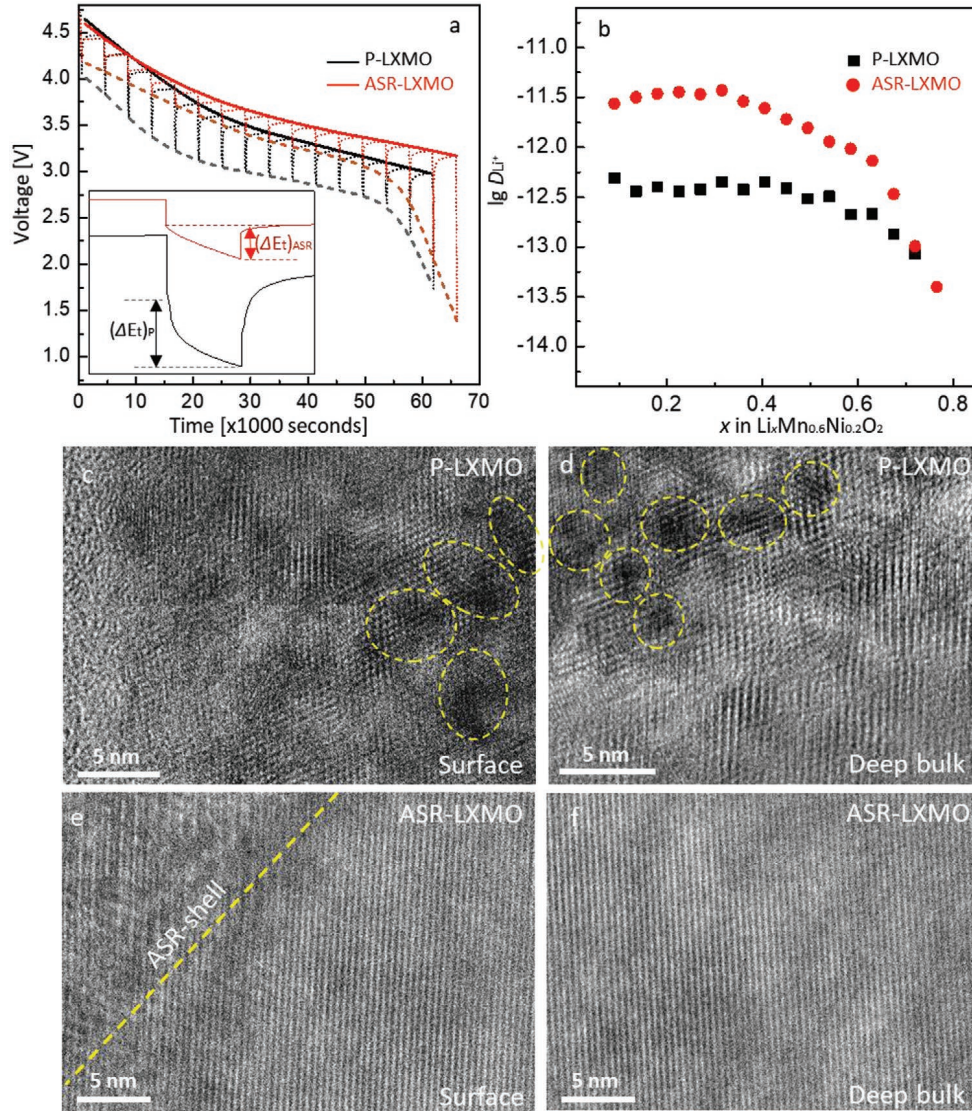 a
P-LXMO
ASR-LXMO
Voltage [V]
4.5
4.0
3.5
3.0
2.5
2.0
1.5
1.0
(ΔEt)ASR
(ΔEt)P
0 10 20 30 40 50 60 70
Time [x1000 seconds]
b
P-LXMO
ASR-LXMO
lg DLi+
-11.0
-11.5
-12.0
-12.5
-13.0
-13.5
-14.0
0.2 0.4 0.6 0.8
x in LixMn0.6Ni0.2O2
c
P-LXMO
5 nm
Surface
d
P-LXMO
5 nm
Deep bulk
e
ASR-LXMO
ASR-shell
5 nm
Surface
f
ASR-LXMO
5 nm
Deep bulk